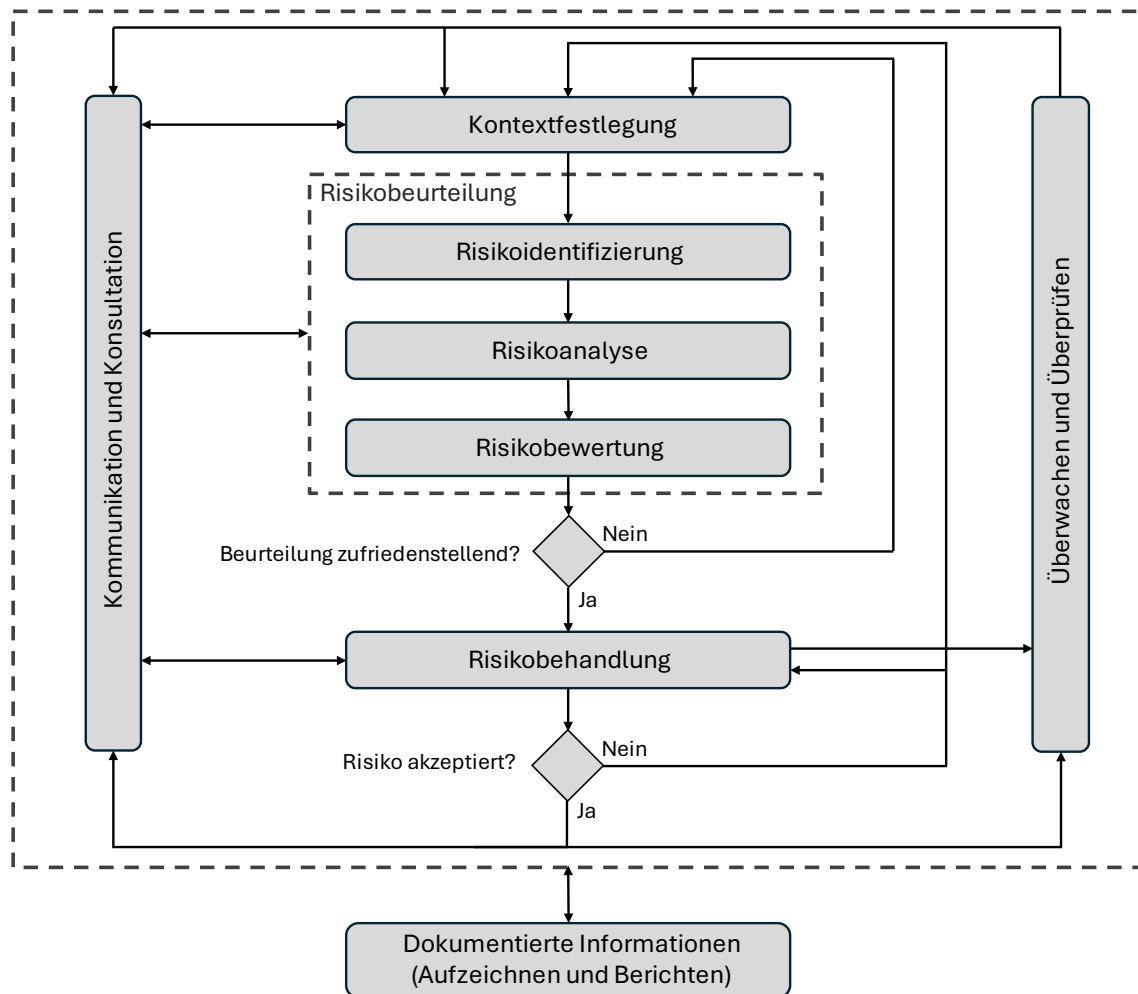 Kontextfestlegung
Risikobeurteilung
Risikoidentifizierung
Risikoanalyse
Risikobewertung
Kommunikation und Konsultation
Überwachen und Überprüfen
Beurteilung zufriedenstellend?
Nein
Ja
Risikobehandlung
Risiko akzeptiert?
Nein
Ja
Dokumentierte Informationen
(Aufzeichnen und Berichten)